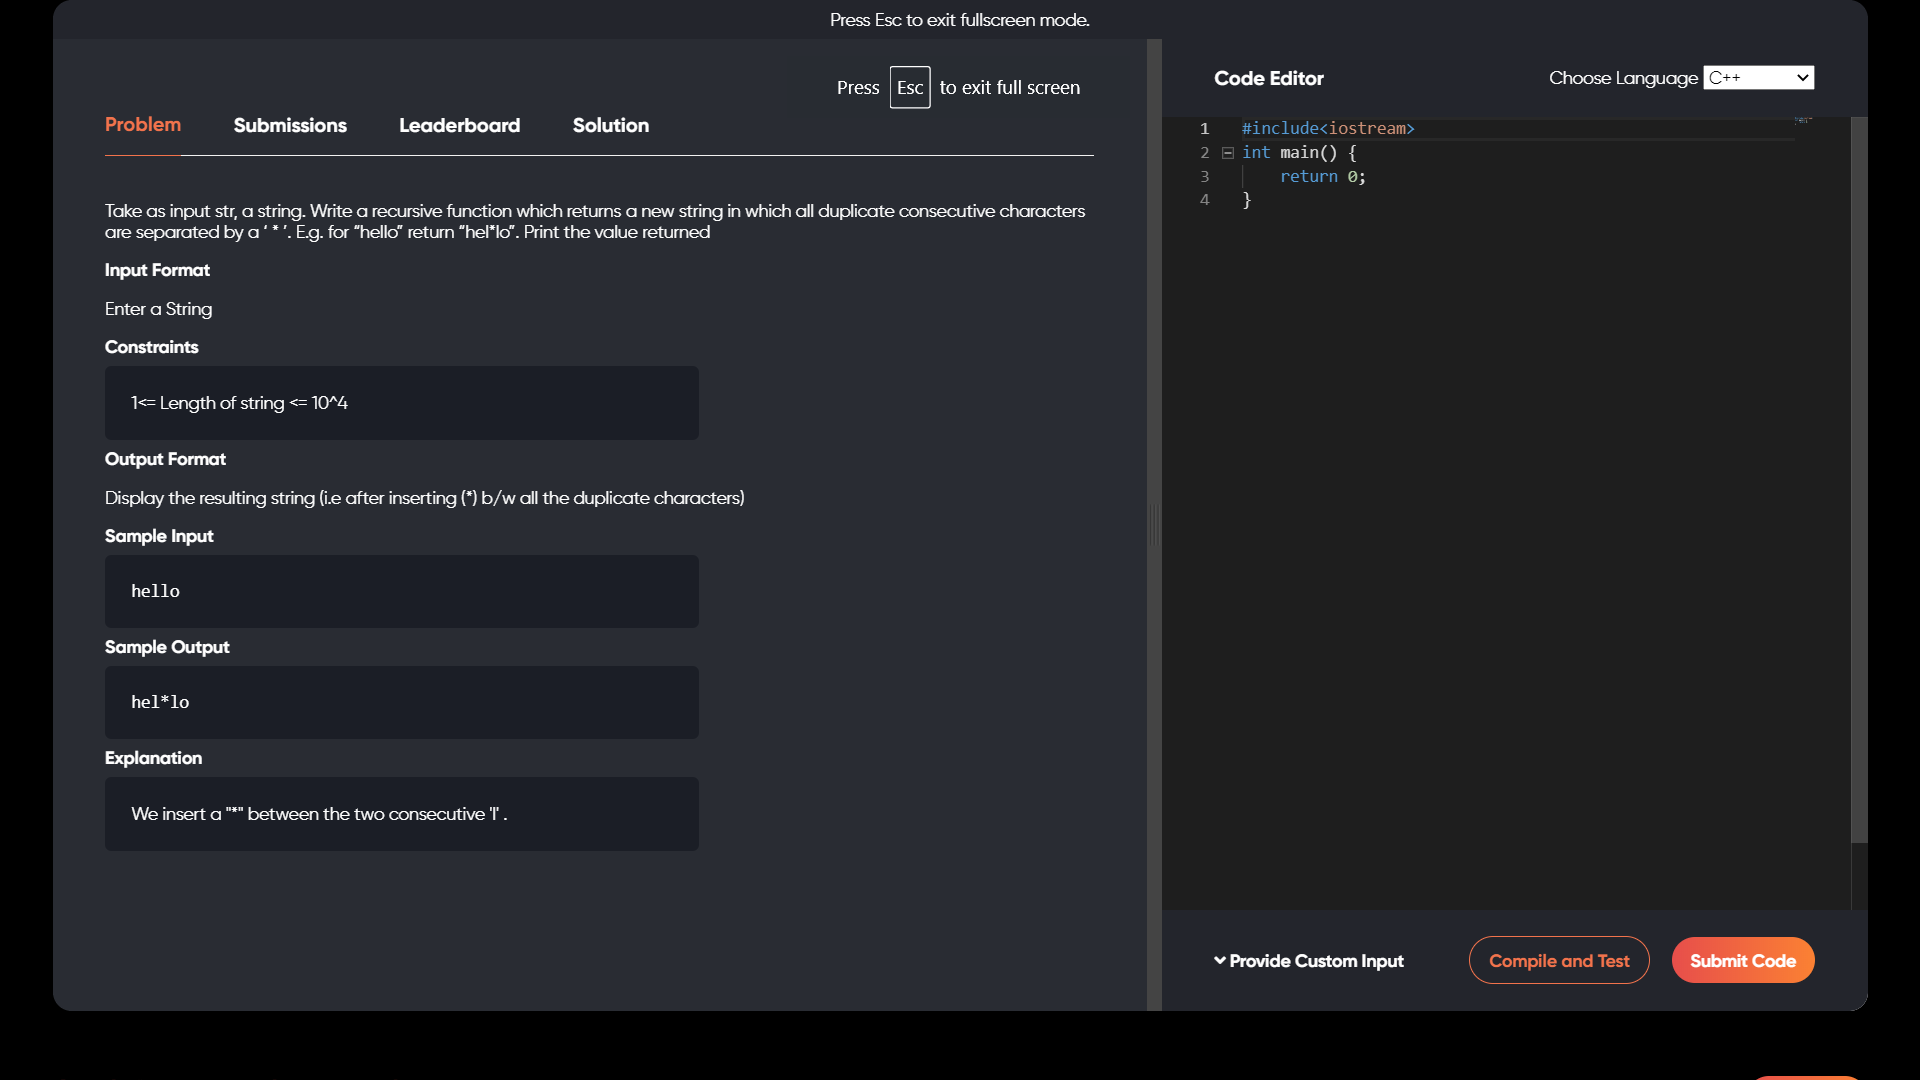 Press Esc to exit fullscreen mode.
Press Esc to exit full screen
Problem Submissions Leaderboard Solution
Take as input str, a string. Write a recursive function which returns a new string in which all duplicate consecutive characters
are separated by a ‘ * ’. E.g. for “hello” return “hel*lo”. Print the value returned
Input Format
Enter a String
Constraints
1<= Length of string <= 10^4
Output Format
Display the resulting string (i.e after inserting (*) b/w all the duplicate characters)
Sample Input
hello
Sample Output
hel*lo
Explanation
We insert a "*" between the two consecutive 'l' .
Code Editor
Choose Language C++
1 #include<iostream>
2 int main() {
3     return 0;
4 }
Provide Custom Input
Compile and Test
Submit Code